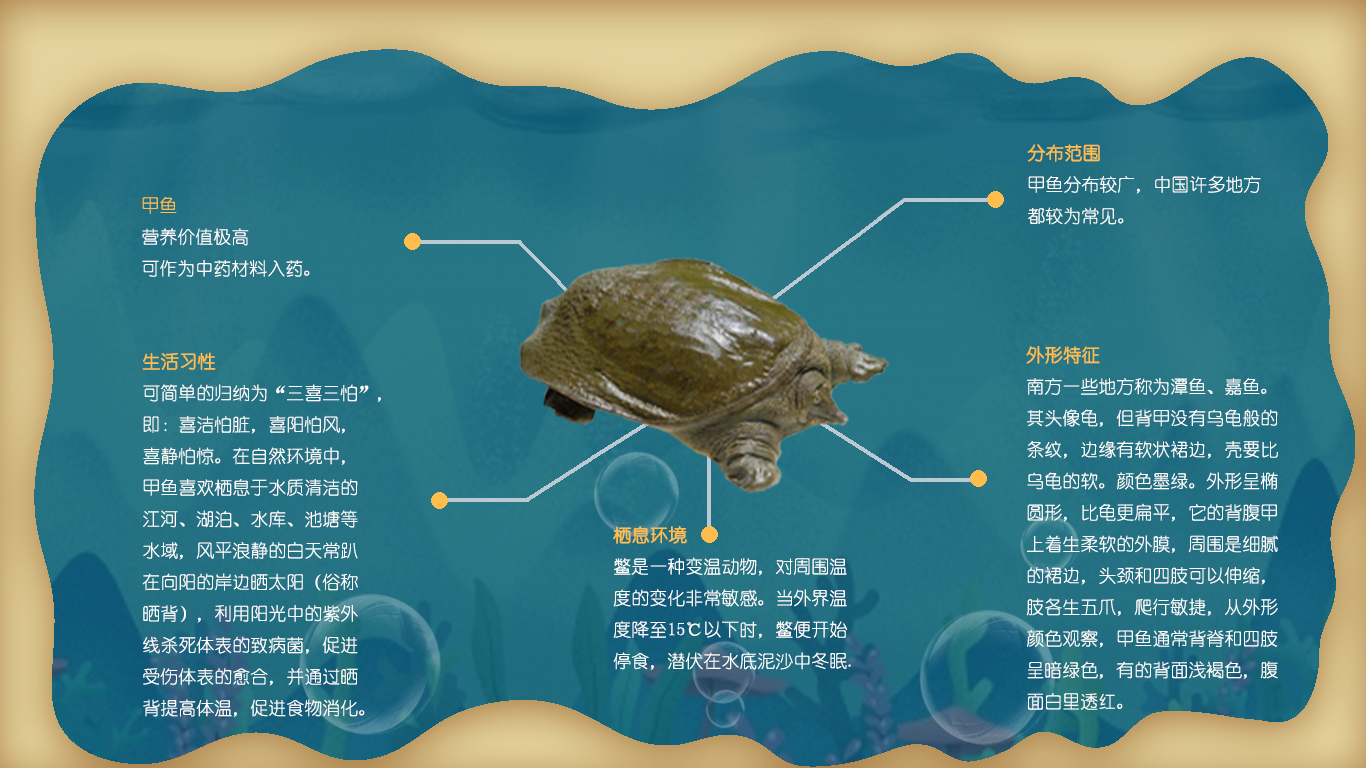 甲鱼
营养价值极高
可作为中药材料入药。
生活习性
可简单的归纳为“三喜三怕”，
即：喜洁怕脏，喜阳怕风，
喜静怕惊。在自然环境中，
甲鱼喜欢栖息于水质清洁的
江河、湖泊、水库、池塘等
水域，风平浪静的白天常趴
在向阳的岸边晒太阳（俗称
晒背），利用阳光中的紫外
线杀死体表的致病菌，促进
受伤体表的愈合，并通过晒
背提高体温，促进食物消化。
栖息环境
鳖是一种变温动物，对周围温
度的变化非常敏感。当外界温
度降至15℃以下时，鳖便开始
停食，潜伏在水底泥沙中冬眠.
分布范围
甲鱼分布较广，中国许多地方
都较为常见。
外形特征
南方一些地方称为潭鱼、嘉鱼。
其头像龟，但背甲没有乌龟般的
条纹，边缘有软状裙边，壳要比
乌龟的软。颜色墨绿。外形呈椭
圆形，比龟更扁平，它的背腹甲
上着生柔软的外膜，周围是细腻
的裙边，头颈和四肢可以伸缩，
肢各生五爪，爬行敏捷，从外形
颜色观察，甲鱼通常背脊和四肢
呈暗绿色，有的背面浅褐色，腹
面白里透红。